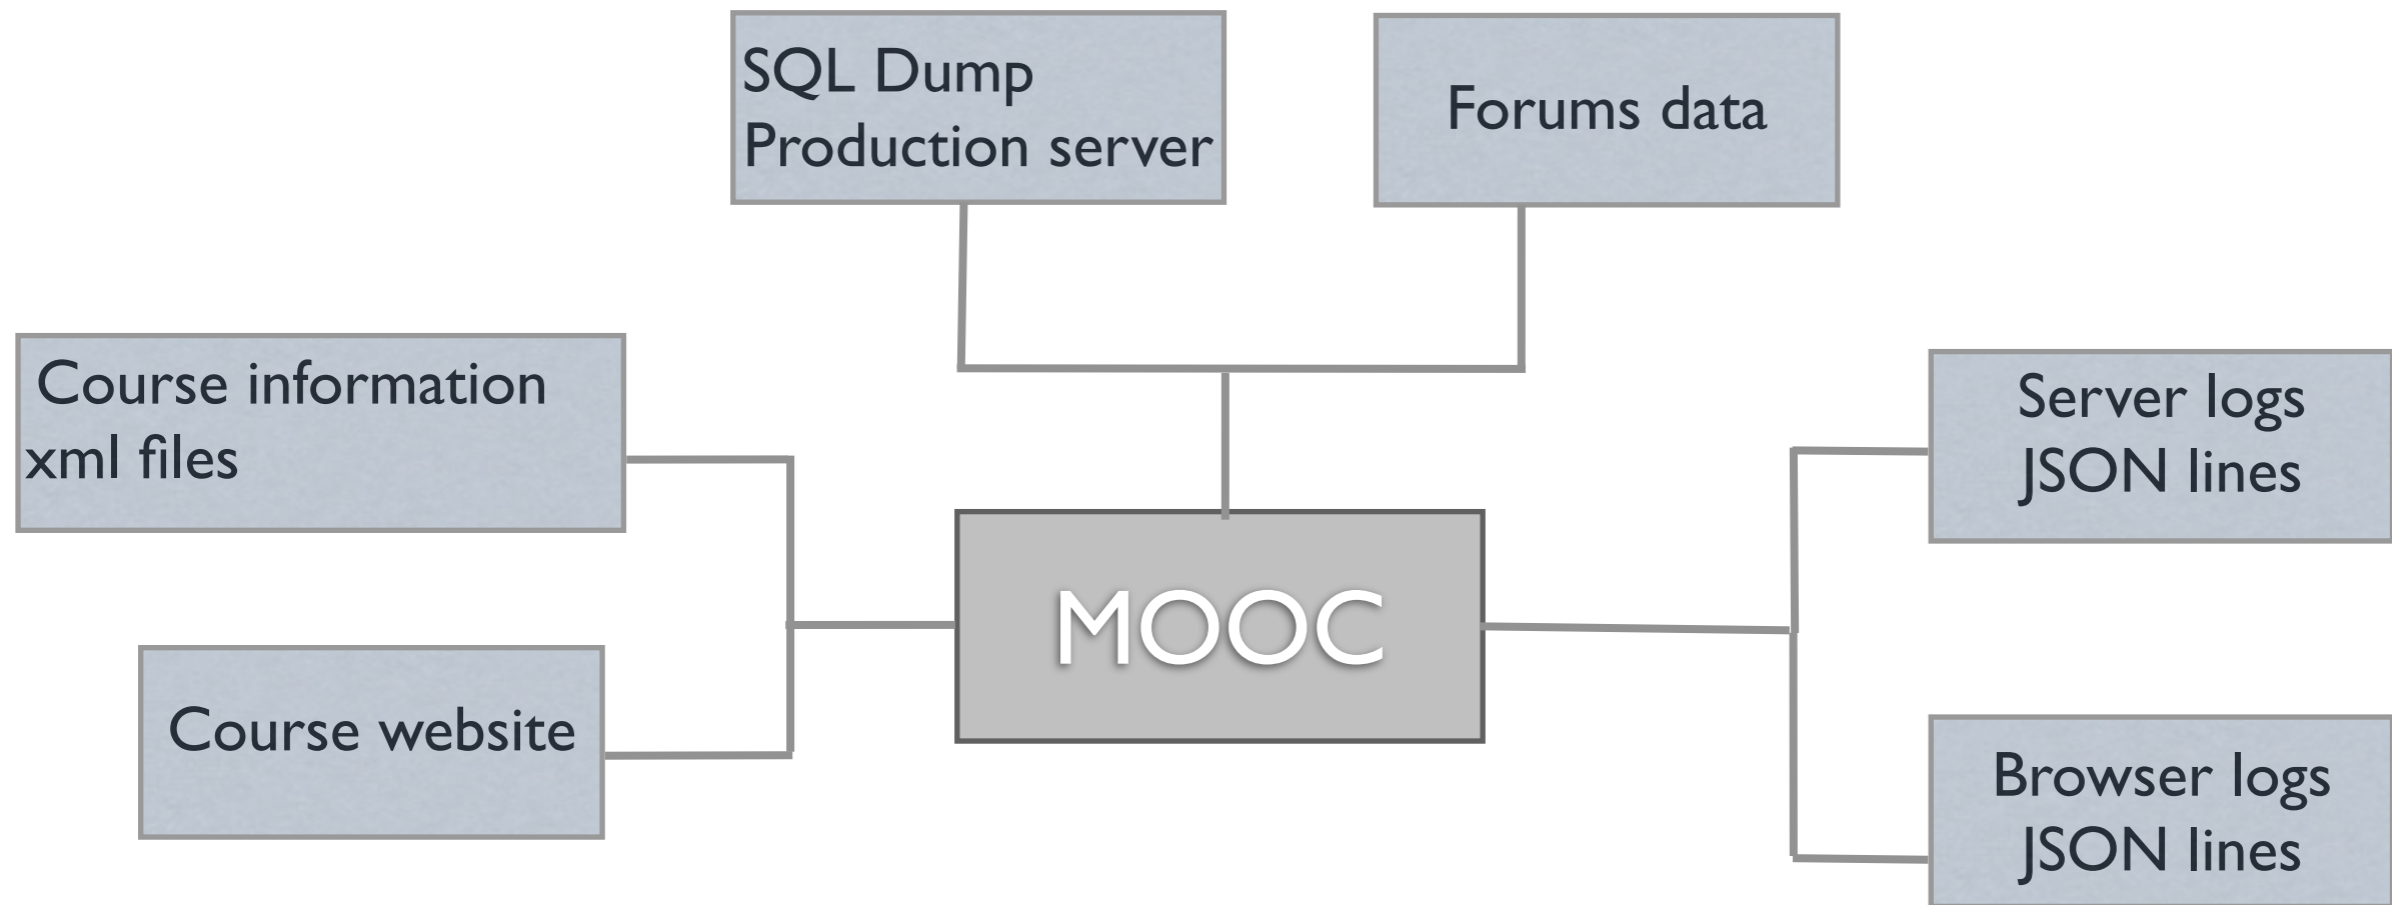 SQL Dump
Production server
Forums data
Course information
xml files
Server logs
JSON lines
MOOC
Course website
Browser logs
JSON lines